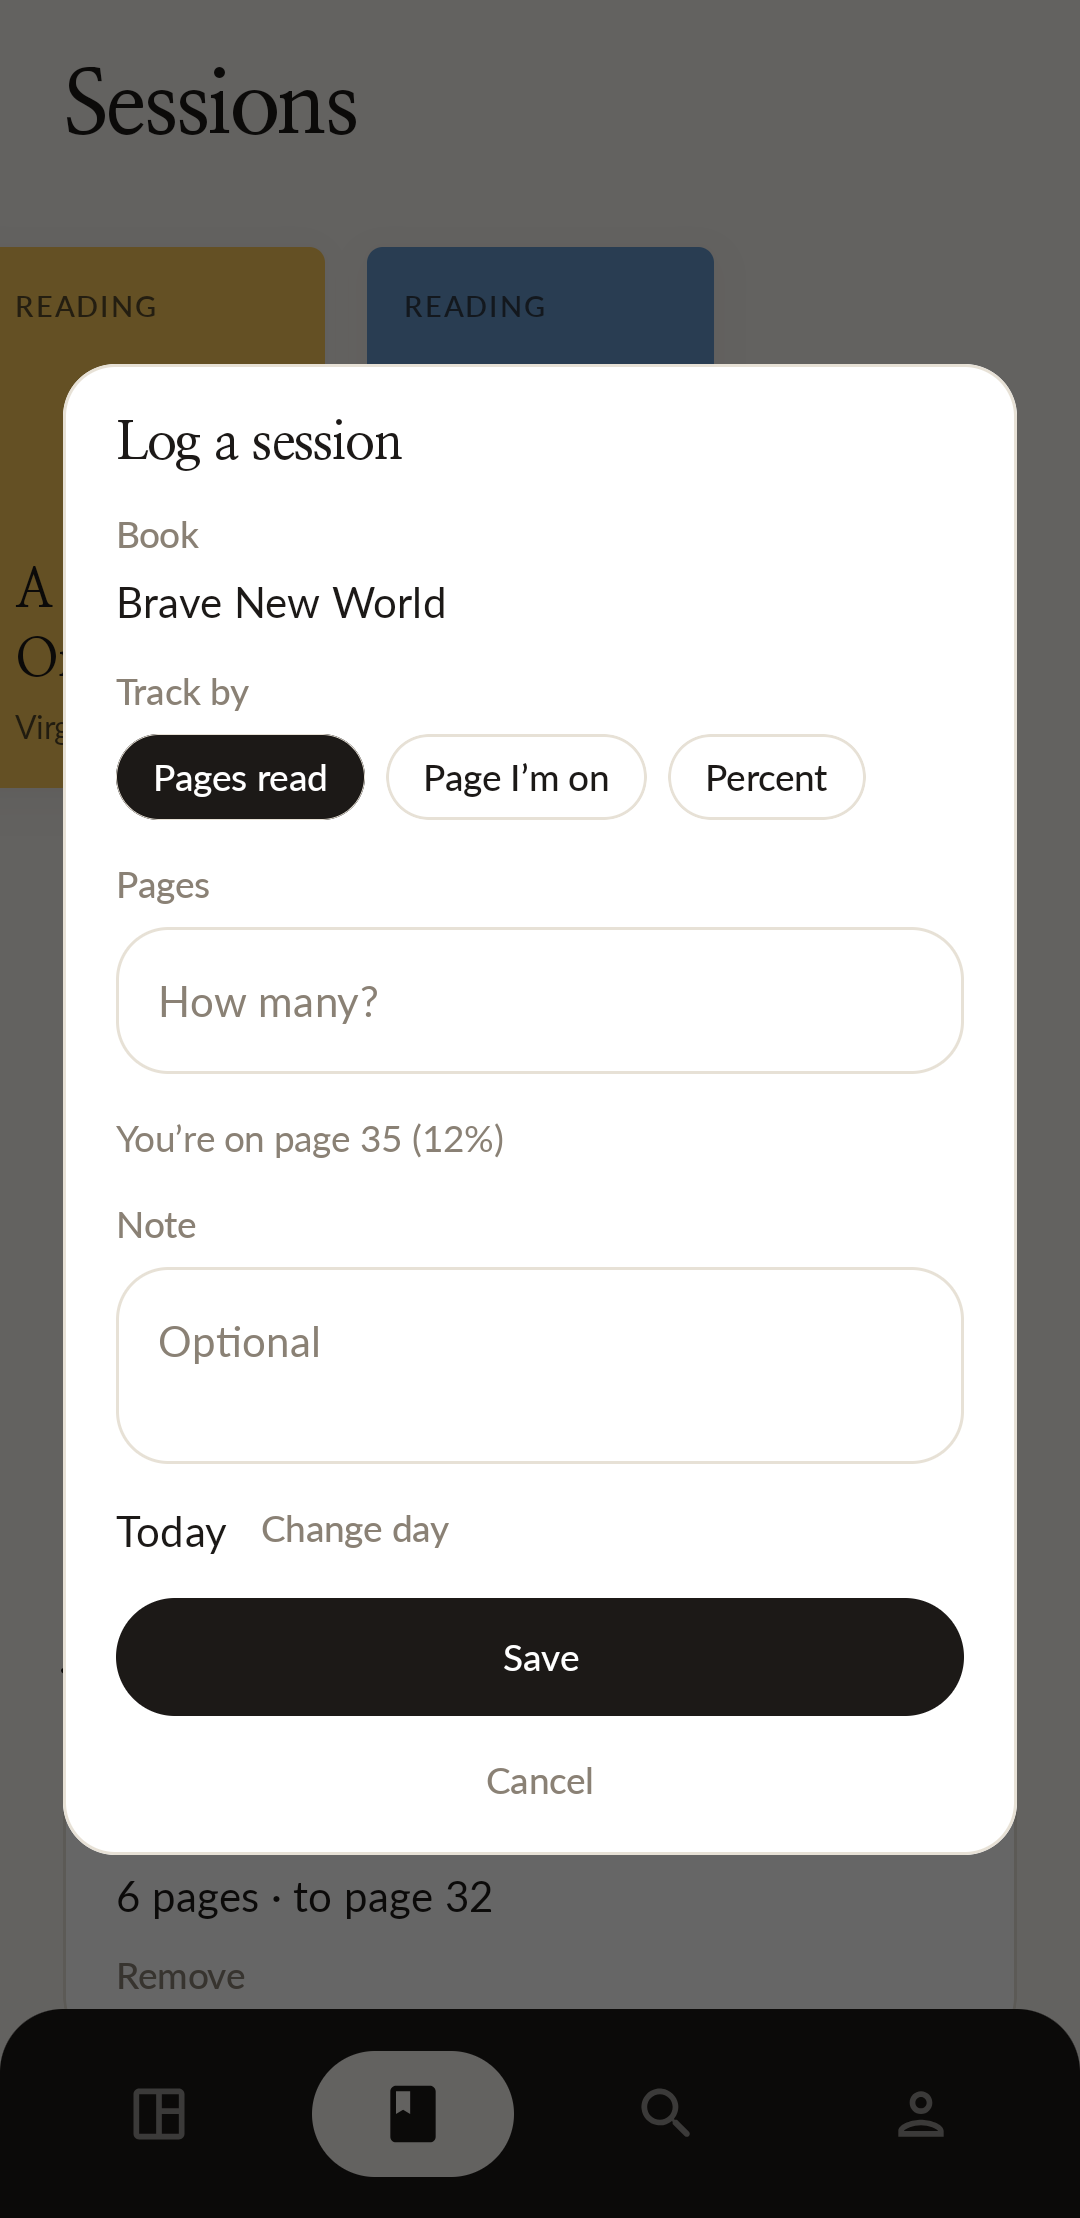 Sessions
READING
READING
A
Virg
Log a session
Book
Brave New World
Track by
Pages read
Page I’m on
Percent
Pages
How many?
You’re on page 35 (12%)
Note
Optional
Today
Change day
Save
Cancel
6 pages · to page 32
Remove